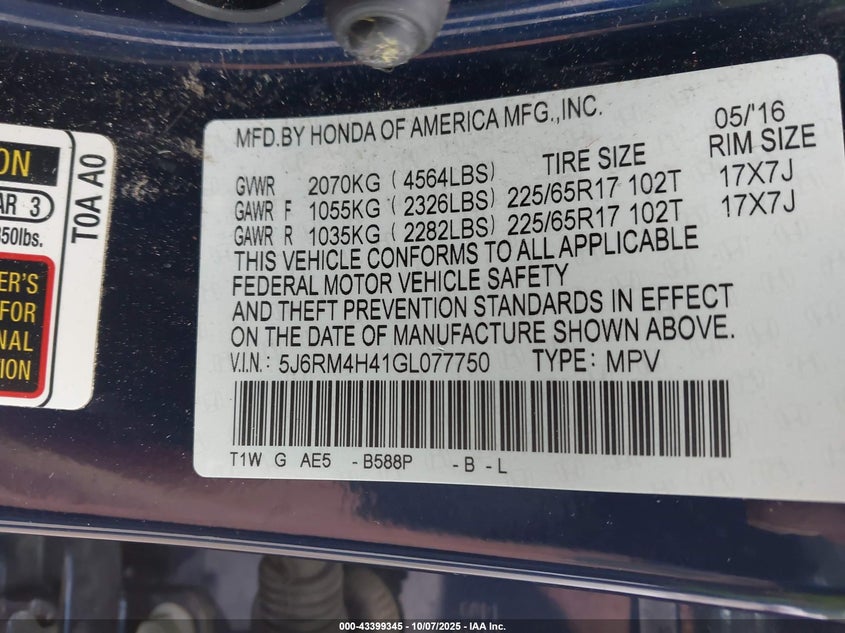 ON
AR 3
850lbs.
ER'S
FOR
NAL
TION
T0A A0
MFD.BY HONDA OF AMERICA MFG.,INC. 05/'16
TIRE SIZE RIM SIZE
GVWR 2070KG ( 4564LBS)
GAWR F 1055KG ( 2326LBS) 225/65R17 102T 17X7J
GAWR R 1035KG ( 2282LBS) 225/65R17 102T 17X7J
THIS VEHICLE CONFORMS TO ALL APPLICABLE
FEDERAL MOTOR VEHICLE SAFETY
AND THEFT PREVENTION STANDARDS IN EFFECT
ON THE DATE OF MANUFACTURE SHOWN ABOVE.
V.I.N.: 5J6RM4H41GL077750 TYPE: MPV
T1W G AE5 -B588P -B -L
000-43399345 - 10/07/2025 - IAA Inc.